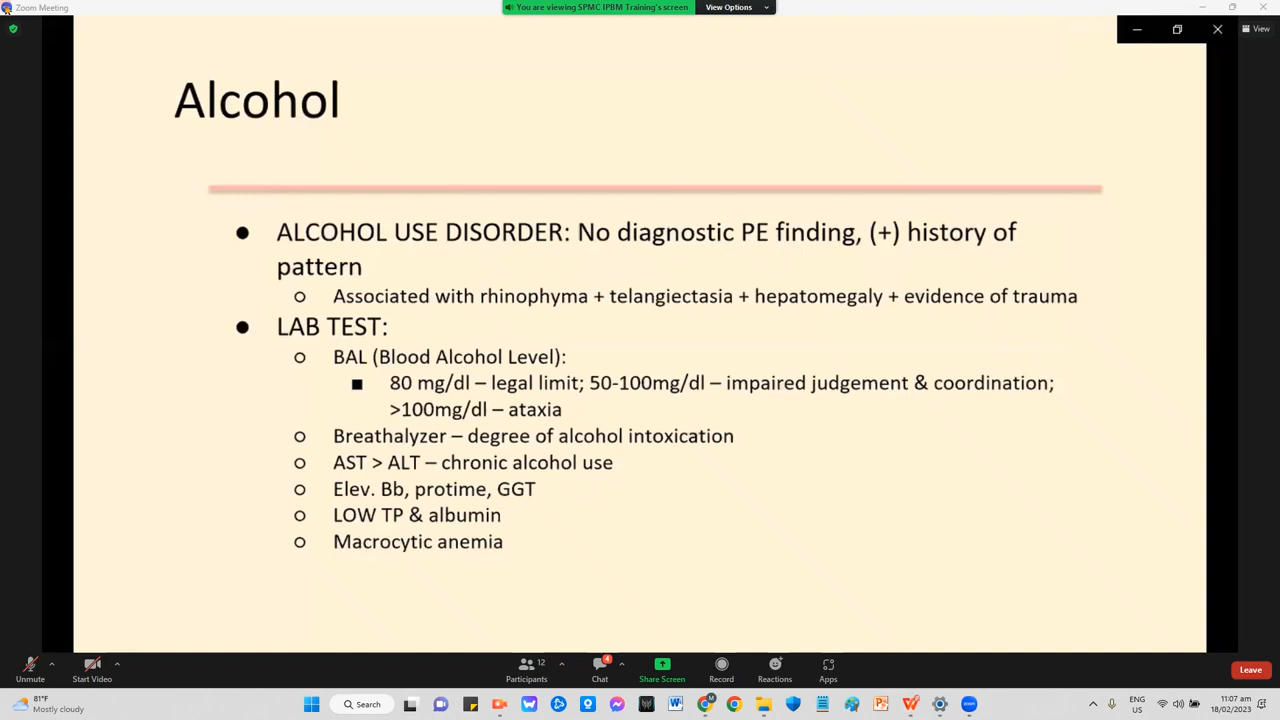 Zoom Meeting
You are viewing SPMC IPBM Training's screen
View Options
View
Alcohol
● ALCOHOL USE DISORDER: No diagnostic PE finding, (+) history of
pattern
○ Associated with rhinophyma + telangiectasia + hepatomegaly + evidence of trauma
● LAB TEST:
○ BAL (Blood Alcohol Level):
■ 80 mg/dl – legal limit; 50-100mg/dl – impaired judgement & coordination;
>100mg/dl – ataxia
○ Breathalyzer – degree of alcohol intoxication
○ AST > ALT – chronic alcohol use
○ Elev. Bb, protime, GGT
○ LOW TP & albumin
○ Macrocytic anemia
Unmute
Start Video
12
Participants
4
Chat
Share Screen
Record
Reactions
Apps
Leave
81°F
Mostly cloudy
Search
ENG
US
11:07 am
18/02/2023